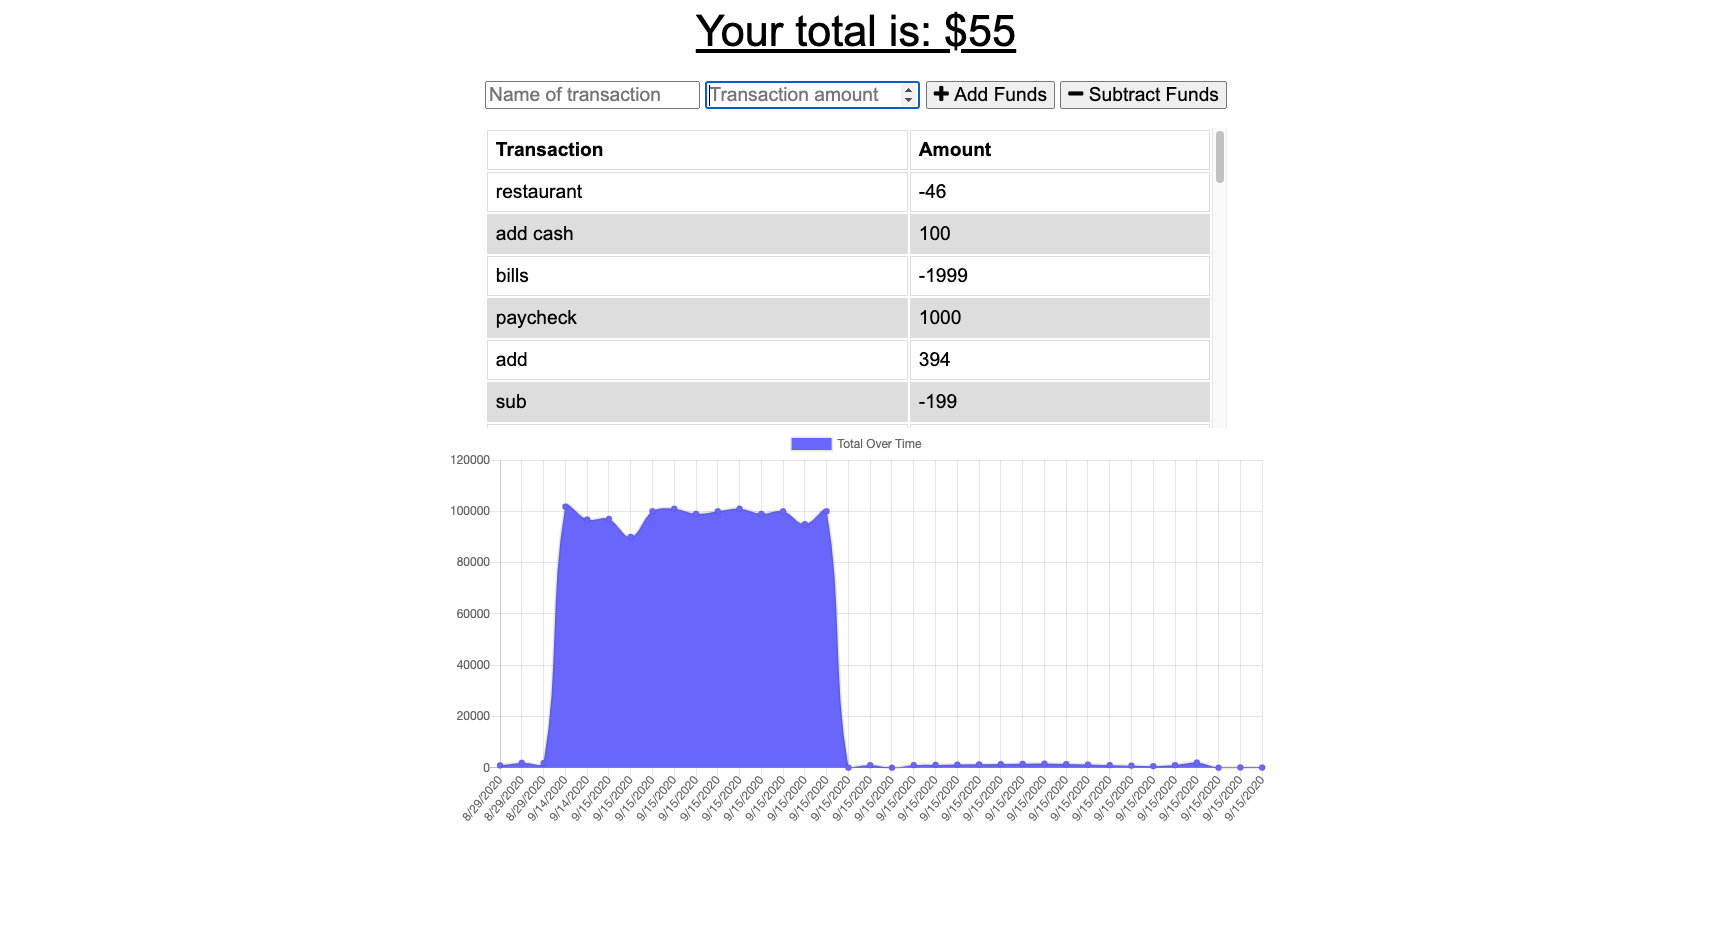 Your total is: $55
Name of transaction Transaction amount Add Funds Subtract Funds
Transaction Amount
restaurant -46
add cash 100
bills -1999
paycheck 1000
add 394
sub -199
Total Over Time
120000
100000
80000
60000
40000
20000
0
8/29/2020 8/29/2020 8/29/2020 9/14/2020 9/14/2020 9/15/2020 9/15/2020 9/15/2020 9/15/2020 9/15/2020 9/15/2020 9/15/2020 9/15/2020 9/15/2020 9/15/2020 9/15/2020 9/15/2020 9/15/2020 9/15/2020 9/15/2020 9/15/2020 9/15/2020 9/15/2020 9/15/2020 9/15/2020 9/15/2020 9/15/2020 9/15/2020 9/15/2020 9/15/2020 9/15/2020 9/15/2020 9/15/2020 9/15/2020 9/15/2020 9/15/2020